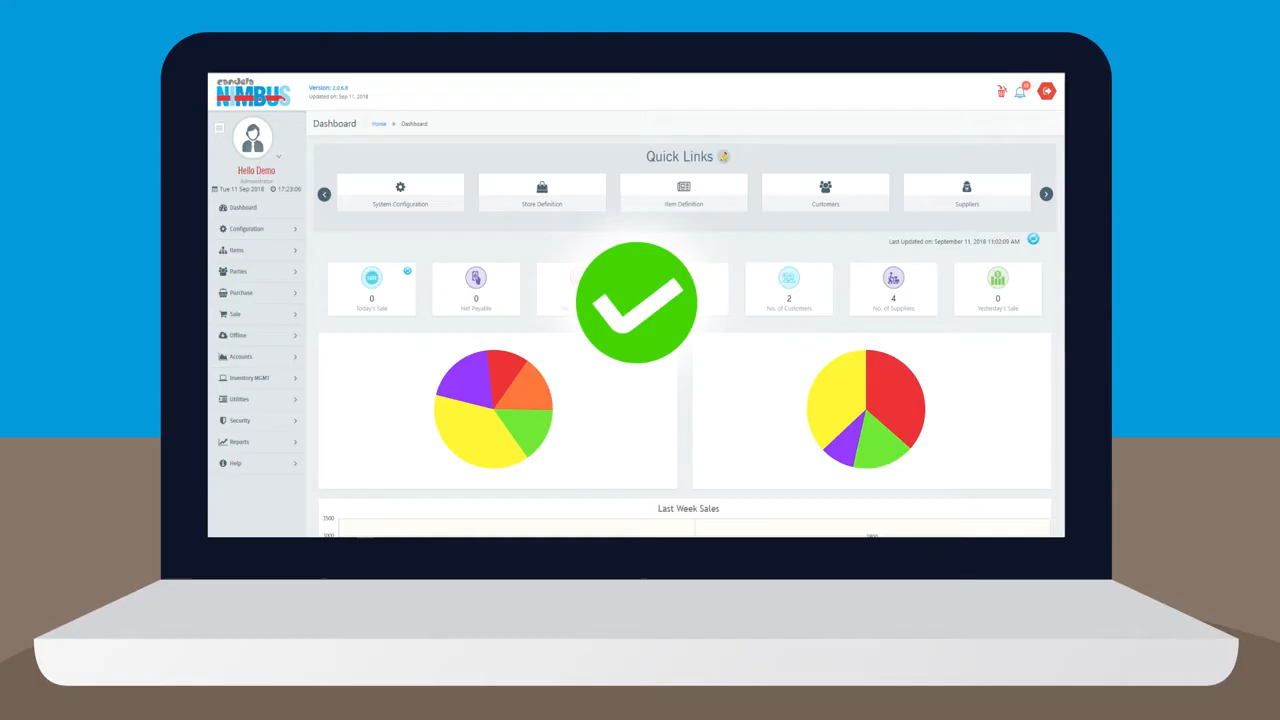 candela
NIMBUS
Version: 2.0.6.8
Updated on: Sep 11, 2018
Dashboard
Home » Dashboard
Hello Demo
Administrator
Tue 11 Sep 2018 17:23:06
Dashboard
Configuration
Items
Parties
Purchase
Sale
Offline
Accounts
Inventory MGMT
Utilities
Security
Reports
Help
Quick Links
System Configuration
Store Definition
Item Definition
Customers
Suppliers
Last Updated on: September 11, 2018 11:02:09 AM
0
Today's Sale
0
Net Payable
2
No. of Customers
4
No. of Suppliers
0
Yesterday's Sale
Last Week Sales